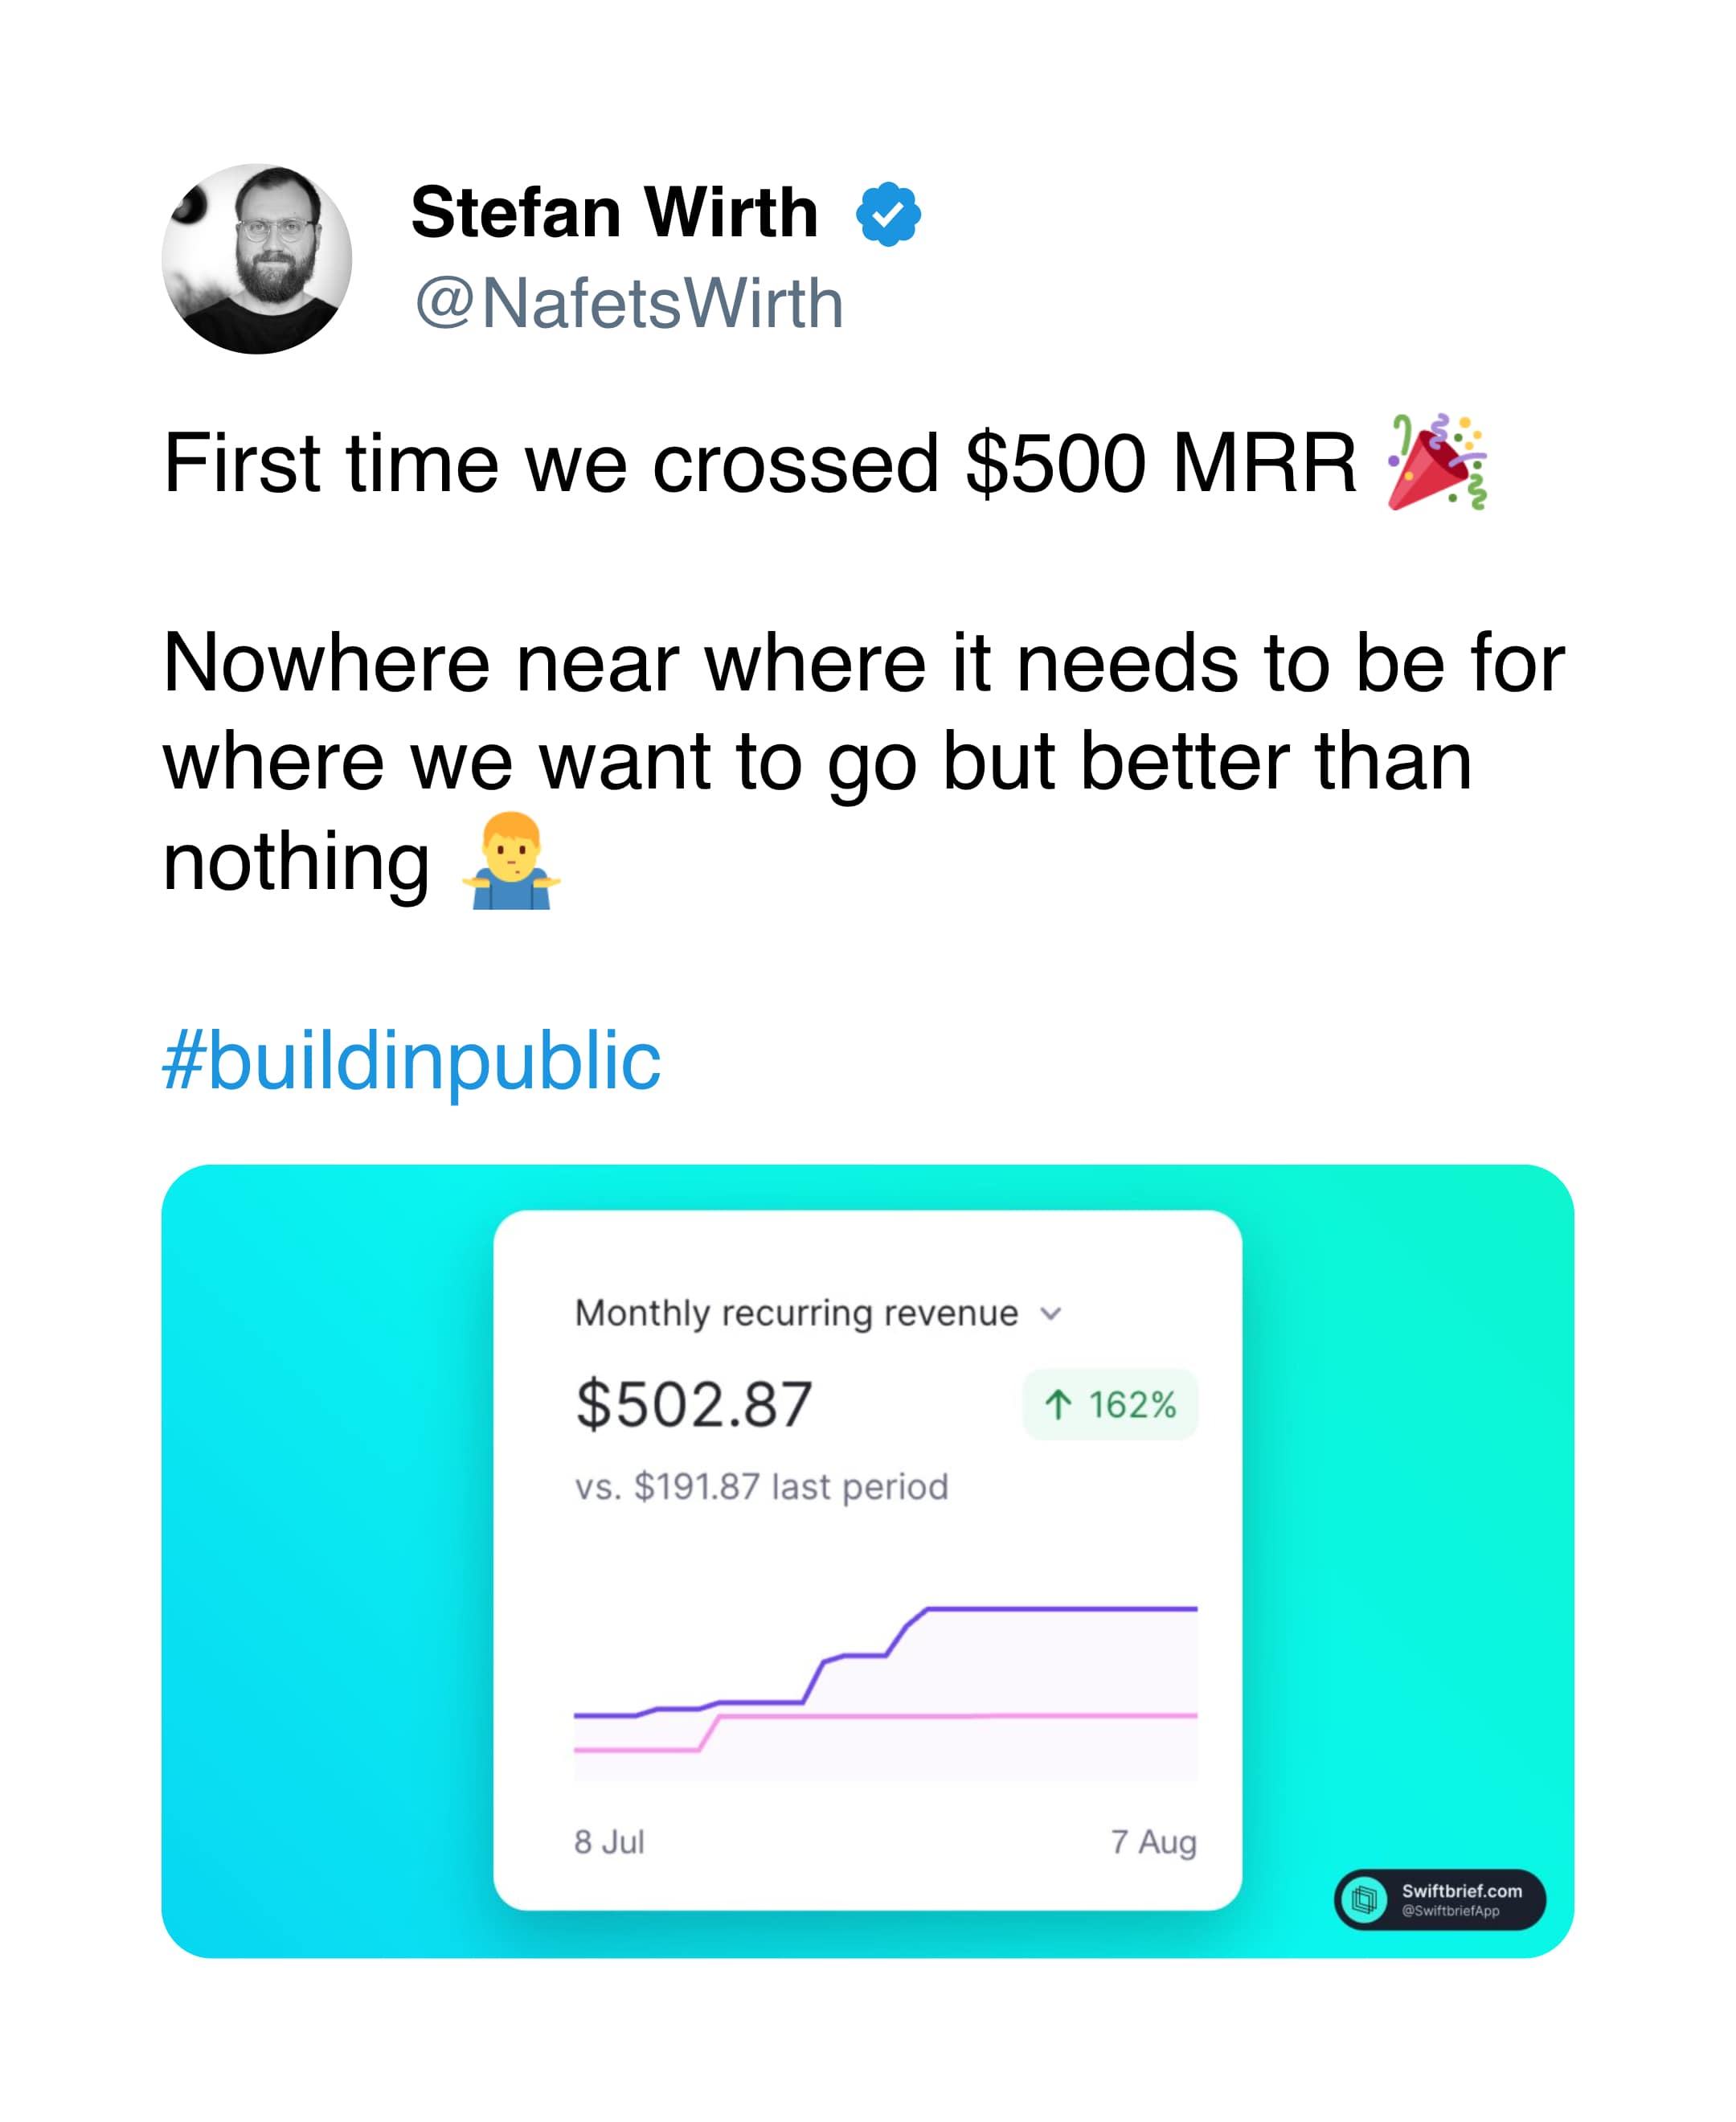 Stefan Wirth
@NafetsWirth
First time we crossed $500 MRR 🎉
Nowhere near where it needs to be for
where we want to go but better than
nothing 🤷‍♂️
#buildinpublic
Monthly recurring revenue
$502.87
↑ 162%
vs. $191.87 last period
8 Jul
7 Aug
Swiftbrief.com
@SwiftbriefApp